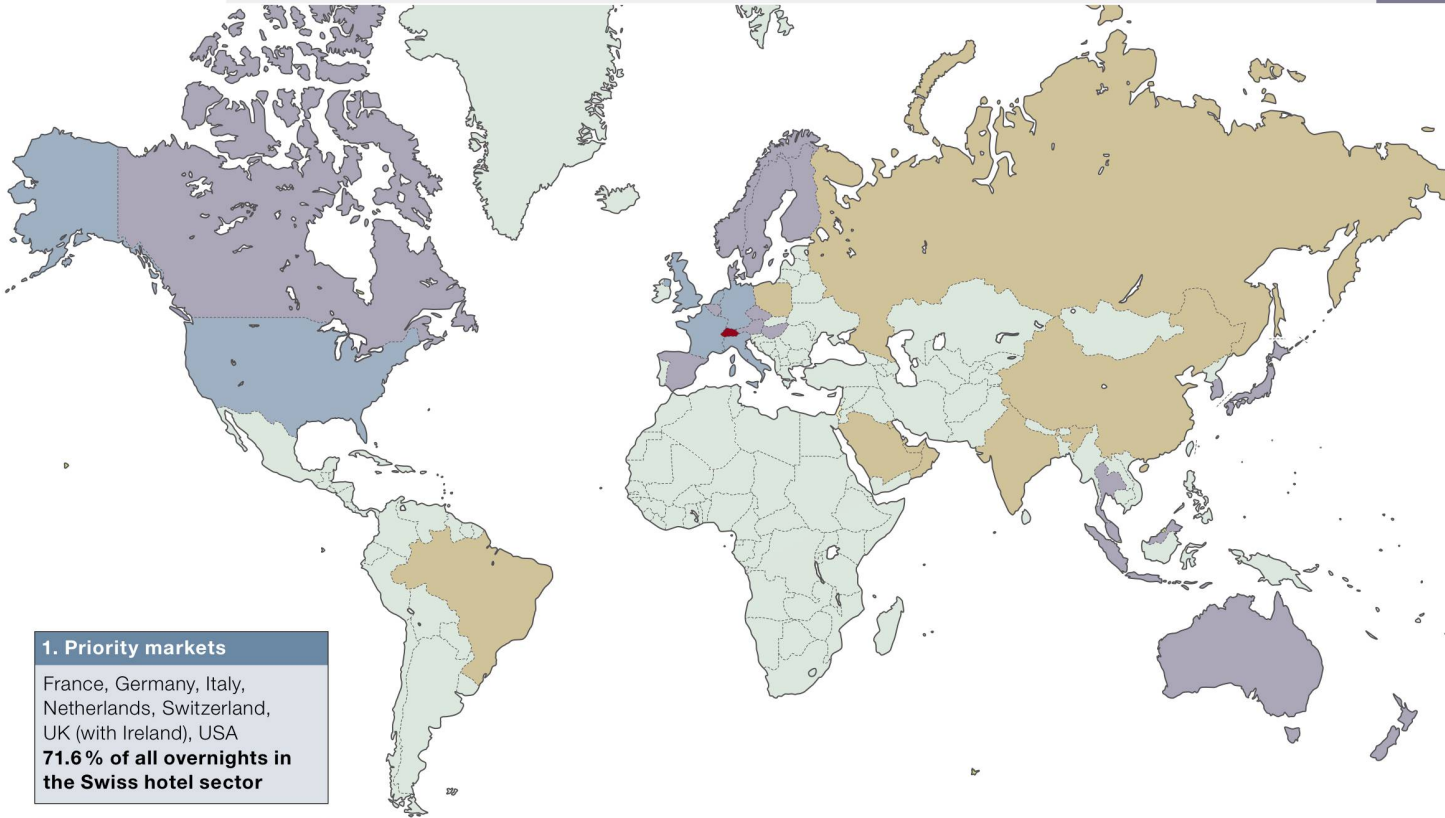 1. Priority markets
France, Germany, Italy,
Netherlands, Switzerland,
UK (with Ireland), USA
71.6 % of all overnights in
the Swiss hotel sector